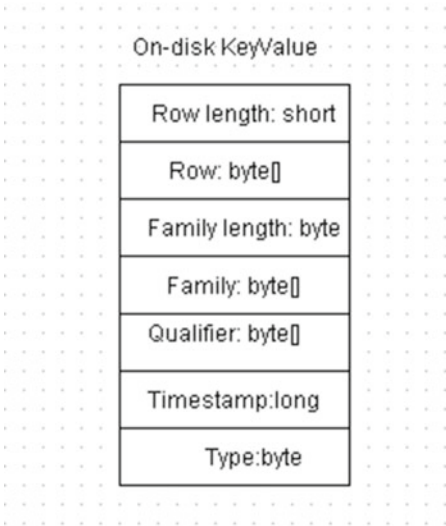 On-disk KeyValue
Row length: short
Row: byte[]
Family length: byte
Family: byte[]
Qualifier: byte[]
Timestamp:long
Type:byte